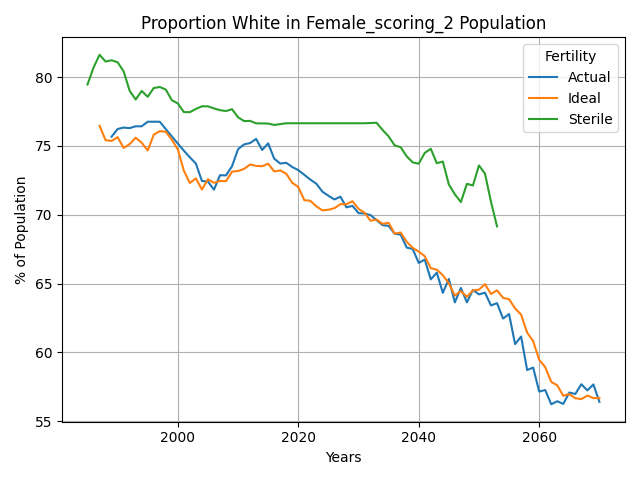 Proportion White in Female_scoring_2 Population
Fertility
Actual
Ideal
Sterile
% of Population
80
75
70
65
60
55
2000
2020
2040
2060
Years